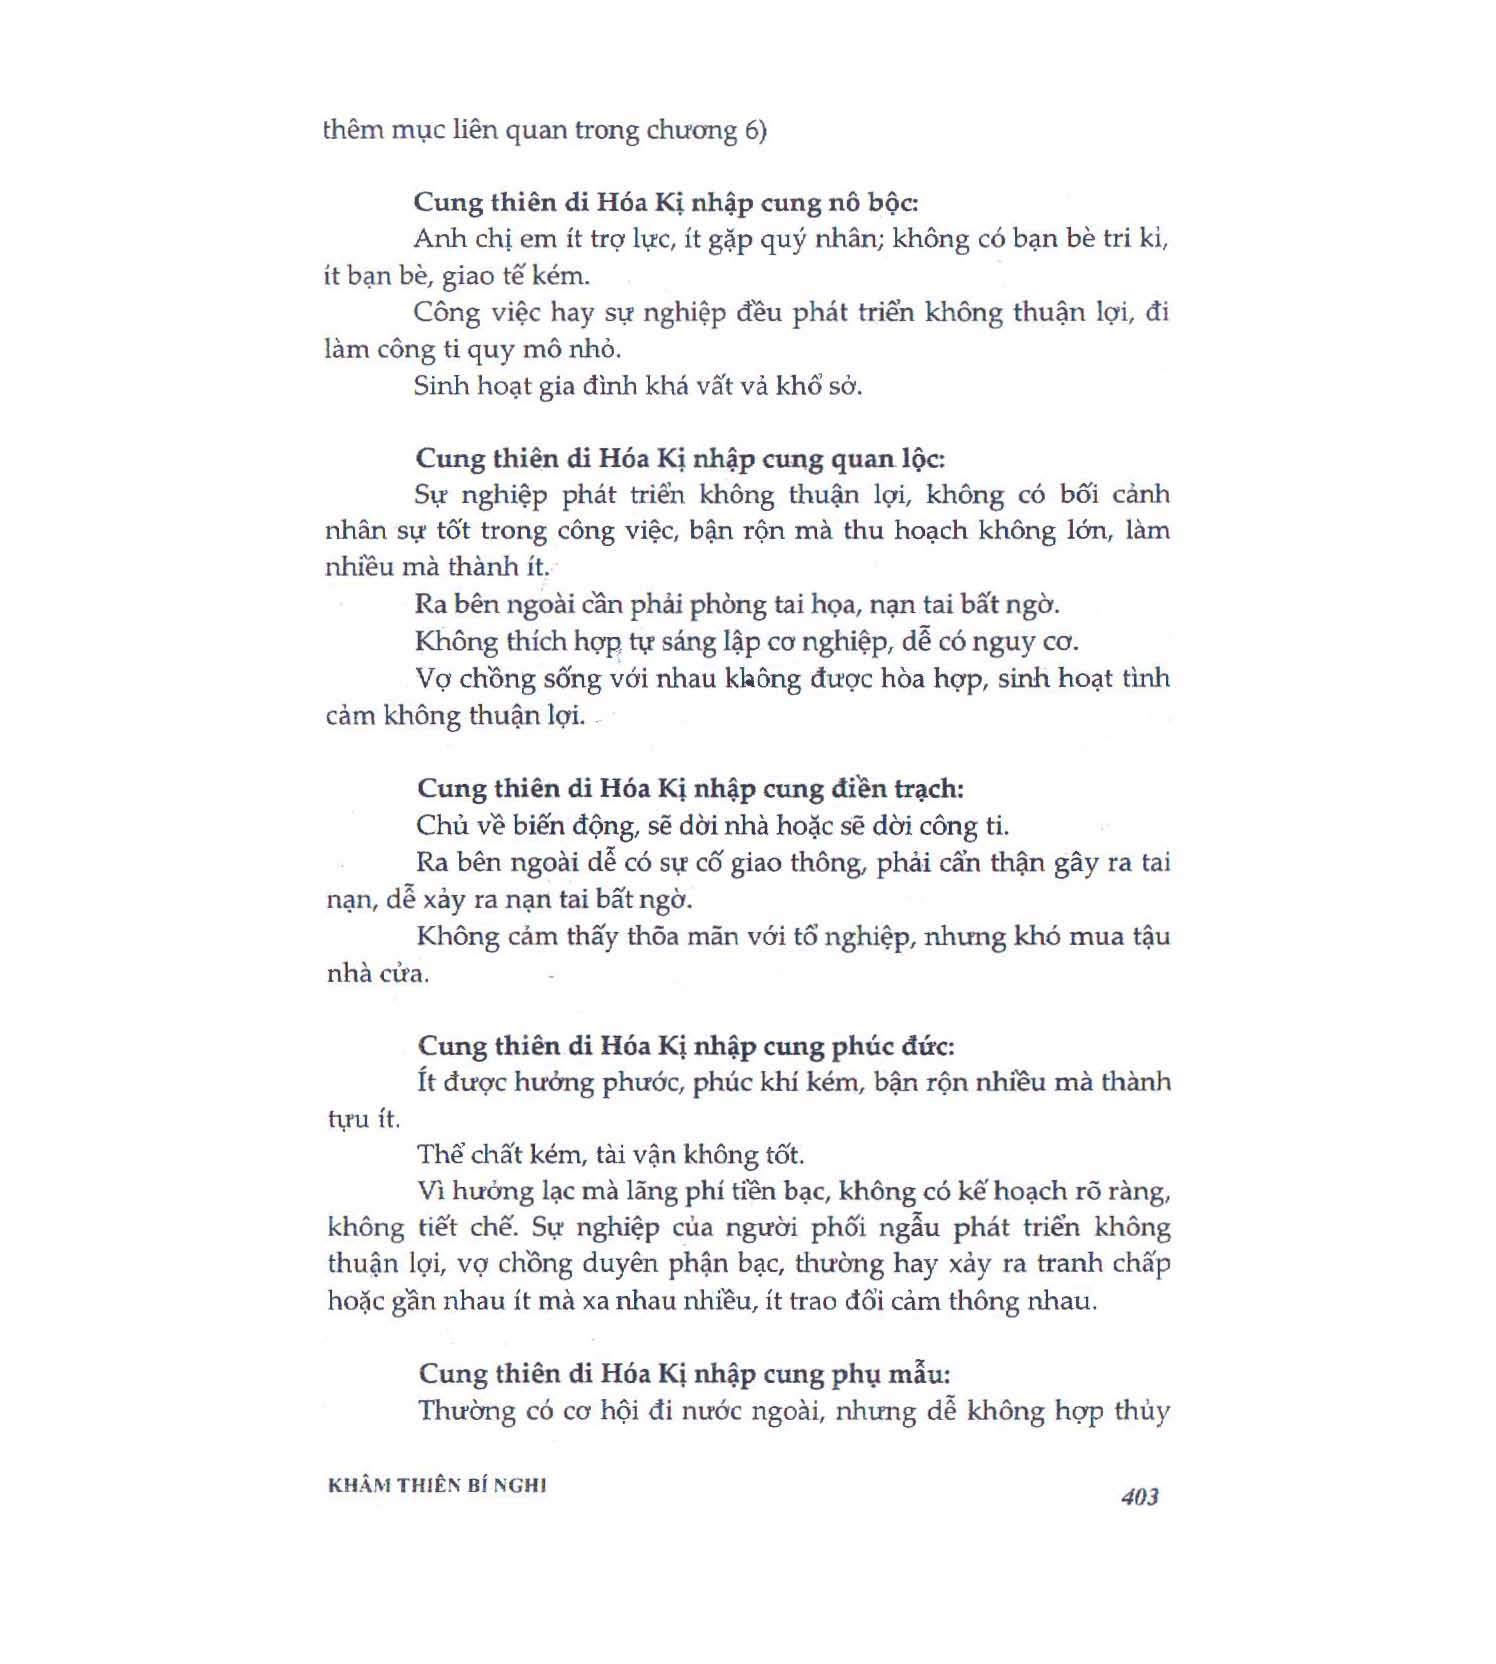 thêm mục liên quan trong chương 6)
Cung thiên di Hóa Kị nhập cung nô bộc:
Anh chị em ít trợ lực, ít gặp quý nhân; không có bạn bè tri kỉ,
ít bạn bè, giao tế kém.
Công việc hay sự nghiệp đều phát triển không thuận lợi, đi
làm công ti quy mô nhỏ.
Sinh hoạt gia đình khá vất vả khổ sở.
Cung thiên di Hóa Kị nhập cung quan lộc:
Sự nghiệp phát triển không thuận lợi, không có bối cảnh
nhân sự tốt trong công việc, bận rộn mà thu hoạch không lớn, làm
nhiều mà thành ít.
Ra bên ngoài cần phải phòng tai họa, nạn tai bất ngờ.
Không thích hợp tự sáng lập cơ nghiệp, dễ có nguy cơ.
Vợ chồng sống với nhau không được hòa hợp, sinh hoạt tình
cảm không thuận lợi.
Cung thiên di Hóa Kị nhập cung điền trạch:
Chủ về biến động, sẽ dời nhà hoặc sẽ dời công ti.
Ra bên ngoài dễ có sự cố giao thông, phải cẩn thận gây ra tai
nạn, dễ xảy ra nạn tai bất ngờ.
Không cảm thấy thõa mãn với tổ nghiệp, nhưng khó mua tậu
nhà cửa.
Cung thiên di Hóa Kị nhập cung phúc đức:
Ít được hưởng phước, phúc khí kém, bận rộn nhiều mà thành
tựu ít.
Thể chất kém, tài vận không tốt.
Vì hưởng lạc mà lãng phí tiền bạc, không có kế hoạch rõ ràng,
không tiết chế. Sự nghiệp của người phối ngẫu phát triển không
thuận lợi, vợ chồng duyên phận bạc, thường hay xảy ra tranh chấp
hoặc gần nhau ít mà xa nhau nhiều, ít trao đổi cảm thông nhau.
Cung thiên di Hóa Kị nhập cung phụ mẫu:
Thường có cơ hội đi nước ngoài, nhưng dễ không hợp thủy
KHÂM THIÊN BÍ NGHI
403